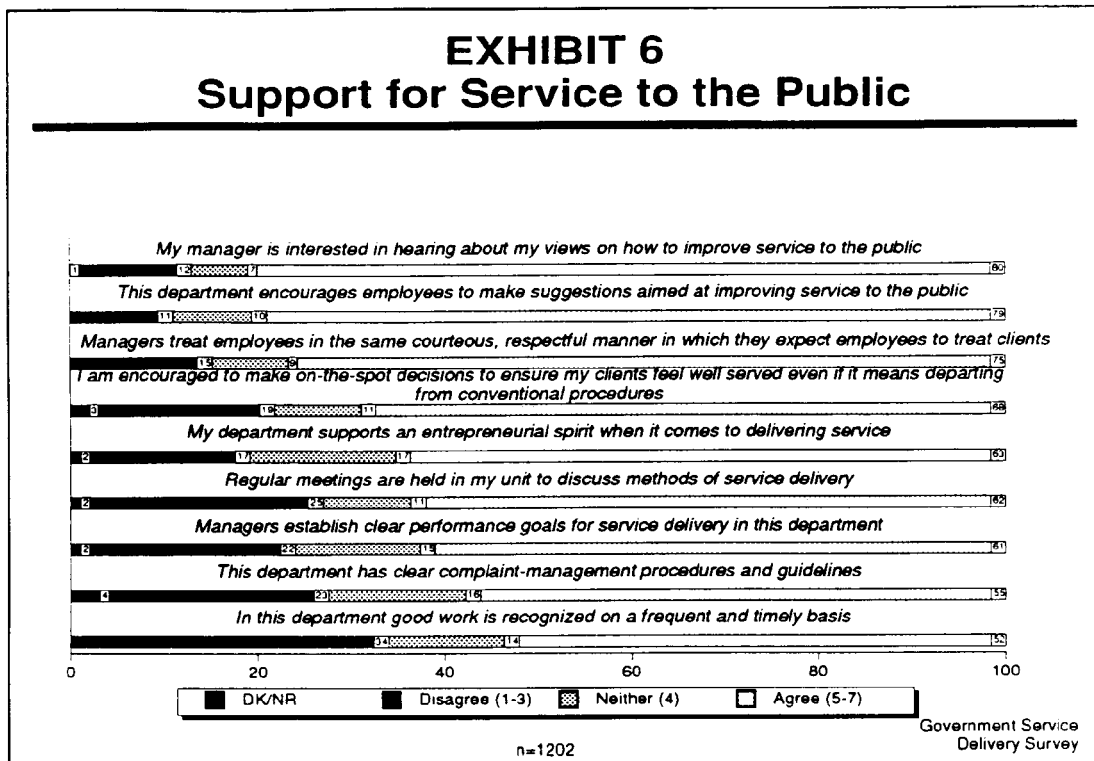 EXHIBIT 6
Support for Service to the Public
My manager is interested in hearing about my views on how to improve service to the public
1 12 7 80
This department encourages employees to make suggestions aimed at improving service to the public
11 10 79
Managers treat employees in the same courteous, respectful manner in which they expect employees to treat clients
15 9 75
I am encouraged to make on-the-spot decisions to ensure my clients feel well served even if it means departing
from conventional procedures
3 19 11 68
My department supports an entrepreneurial spirit when it comes to delivering service
2 17 17 63
Regular meetings are held in my unit to discuss methods of service delivery
2 25 11 62
Managers establish clear performance goals for service delivery in this department
2 22 15 61
This department has clear complaint-management procedures and guidelines
4 23 16 55
In this department good work is recognized on a frequent and timely basis
34 14 52
0 20 40 60 80 100
DK/NR Disagree (1-3) Neither (4) Agree (5-7)
n=1202
Government Service
Delivery Survey